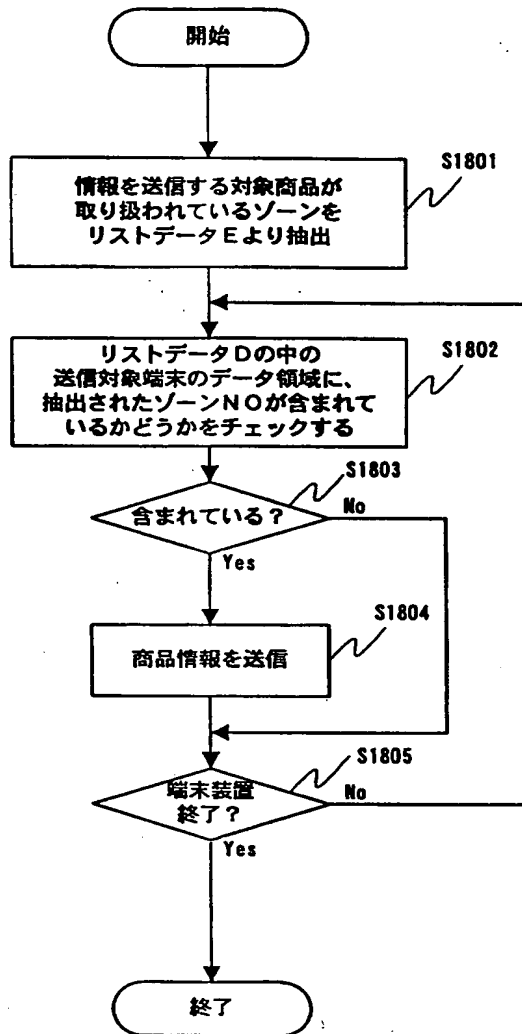 開始
S1801
情報を送信する対象商品が
取り扱われているゾーンを
リストデータEより抽出
S1802
リストデータDの中の
送信対象端末のデータ領域に、
抽出されたゾーンNOが含まれて
いるかどうかをチェックする
S1803
含まれている？
No
Yes
S1804
商品情報を送信
S1805
端末装置
終了？
No
Yes
終了